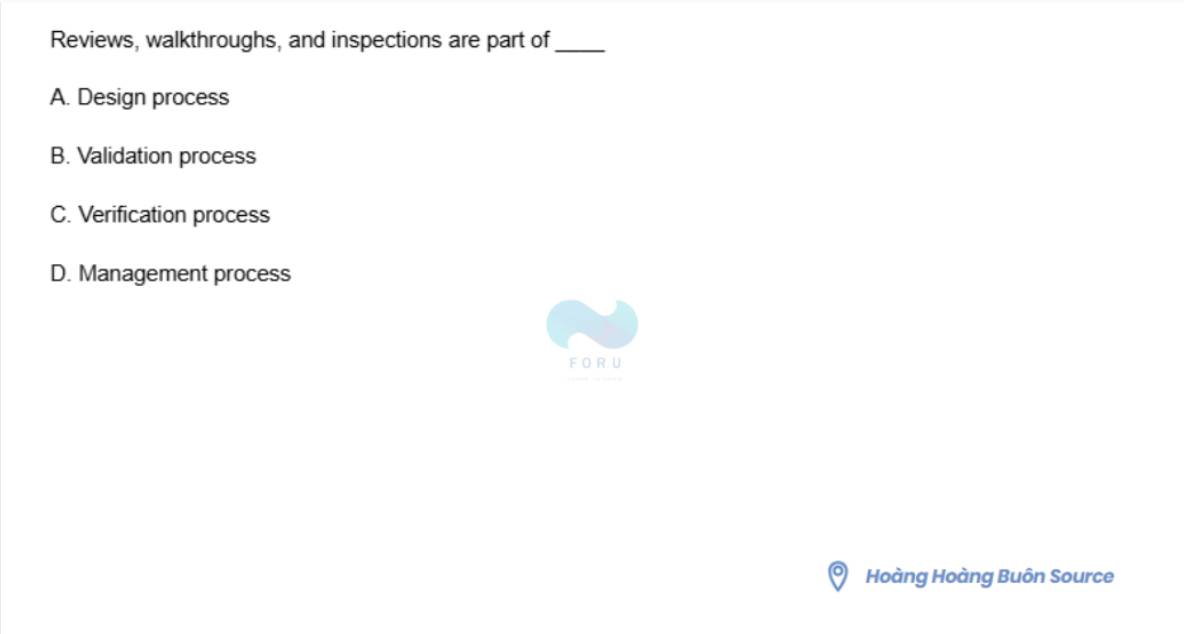 Reviews, walkthroughs, and inspections are part of ____
A. Design process
B. Validation process
C. Verification process
D. Management process
FORU
Hoàng Hoàng Buôn Source